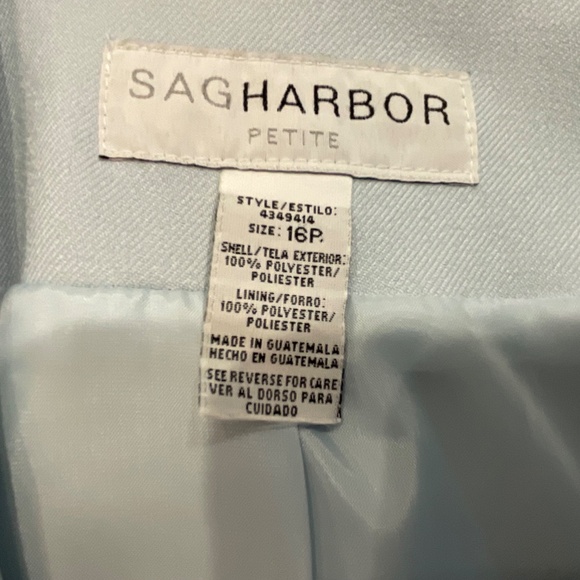 SAGHARBOR
PETITE
STYLE/ESTILO:
4349414
SIZE: 16P.
SHELL/TELA EXTERIOR:
100% POLYESTER/
POLIESTER
LINING/FORRO:
100% POLYESTER/
POLIESTER
MADE IN GUATEMALA
HECHO EN GUATEMALA
SEE REVERSE FOR CARE
VER AL DORSO PARA
CUIDADO